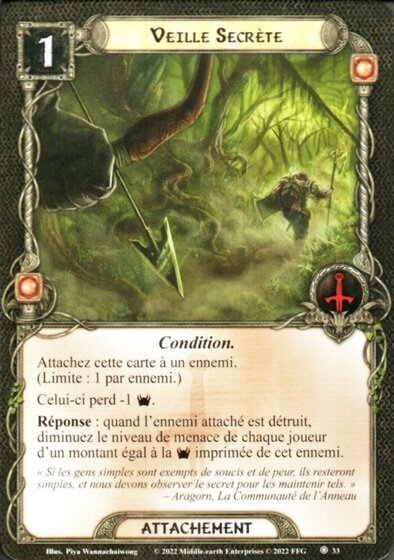 1
Veille Secrète
Condition.
Attachez cette carte à un ennemi.
(Limite : 1 par ennemi.)
Celui-ci perd -1 .
Réponse : quand l'ennemi attaché est détruit,
diminuez le niveau de menace de chaque joueur
d'un montant égal à la imprimée de cet ennemi.
« Si les gens simples sont exempts de soucis et de peur, ils resteront
simples, et nous devons observer le secret pour les maintenir tels. »
– Aragorn, La Communauté de l'Anneau
ATTACHEMENT
Illus. Piya Wannachaiwong © 2022 Middle-earth Enterprises © 2022 FFG 33